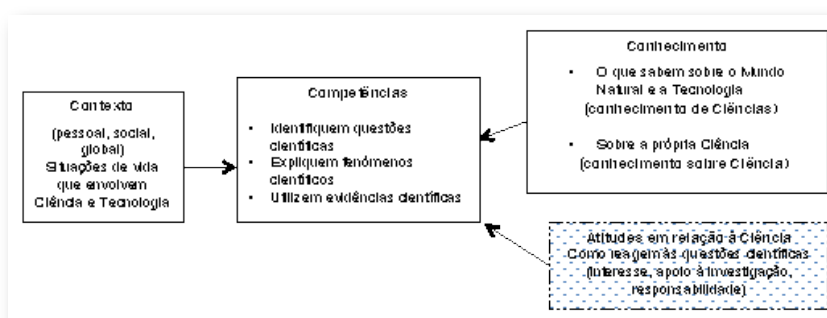 Contexto
(pessoal, social,
global)
Situações de vida
que envolvem
Ciência e Tecnologia
Competências
• Identifiquem questões
científicas
• Expliquem fenómenos
científicos
• Utilizem evidências científicas
Conhecimento
• O que sabem sobre o Mundo
Natural e a Tecnologia
(conhecimento de Ciências)
• Sobre a própria Ciência
(conhecimento sobre Ciência)
Atitudes em relação à Ciência
Como reagem às questões científicas
(Interesse, apoio à investigação,
responsabilidade)